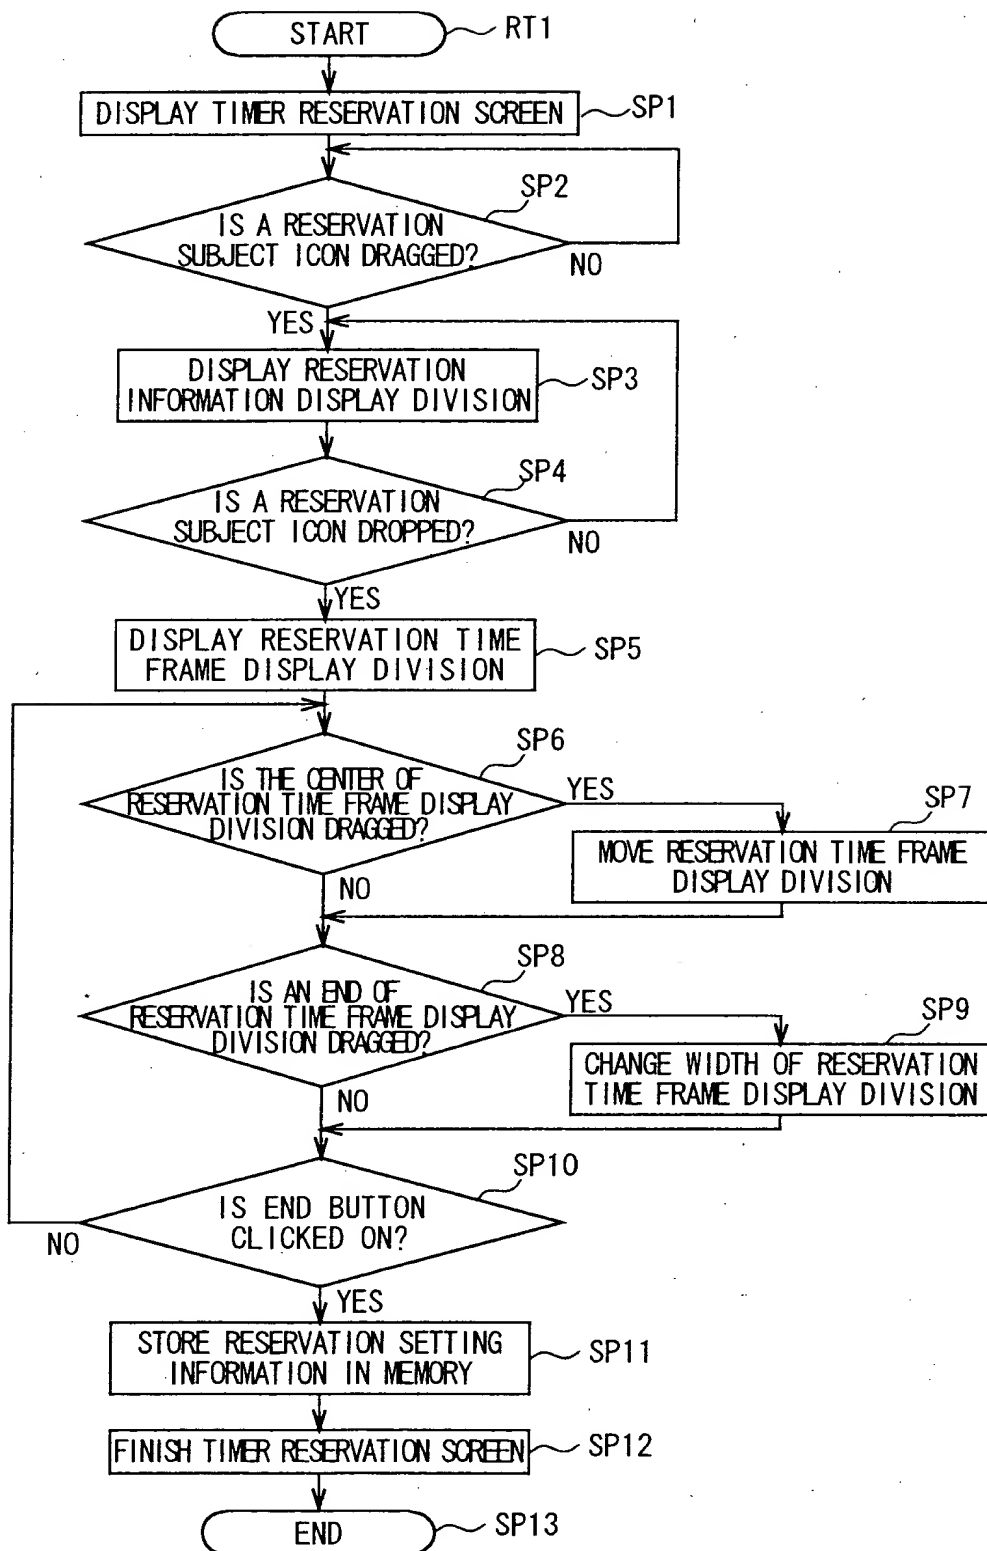 START
RT1
DISPLAY TIMER RESERVATION SCREEN
SP1
SP2
IS A RESERVATION
SUBJECT ICON DRAGGED?
NO
YES
DISPLAY RESERVATION
INFORMATION DISPLAY DIVISION
SP3
SP4
IS A RESERVATION
SUBJECT ICON DROPPED?
NO
YES
DISPLAY RESERVATION TIME
FRAME DISPLAY DIVISION
SP5
SP6
IS THE CENTER OF
RESERVATION TIME FRAME DISPLAY
DIVISION DRAGGED?
YES
SP7
MOVE RESERVATION TIME FRAME
DISPLAY DIVISION
NO
SP8
IS AN END OF
RESERVATION TIME FRAME DISPLAY
DIVISION DRAGGED?
YES
SP9
CHANGE WIDTH OF RESERVATION
TIME FRAME DISPLAY DIVISION
NO
SP10
IS END BUTTON
CLICKED ON?
NO
YES
STORE RESERVATION SETTING
INFORMATION IN MEMORY
SP11
FINISH TIMER RESERVATION SCREEN
SP12
END
SP13